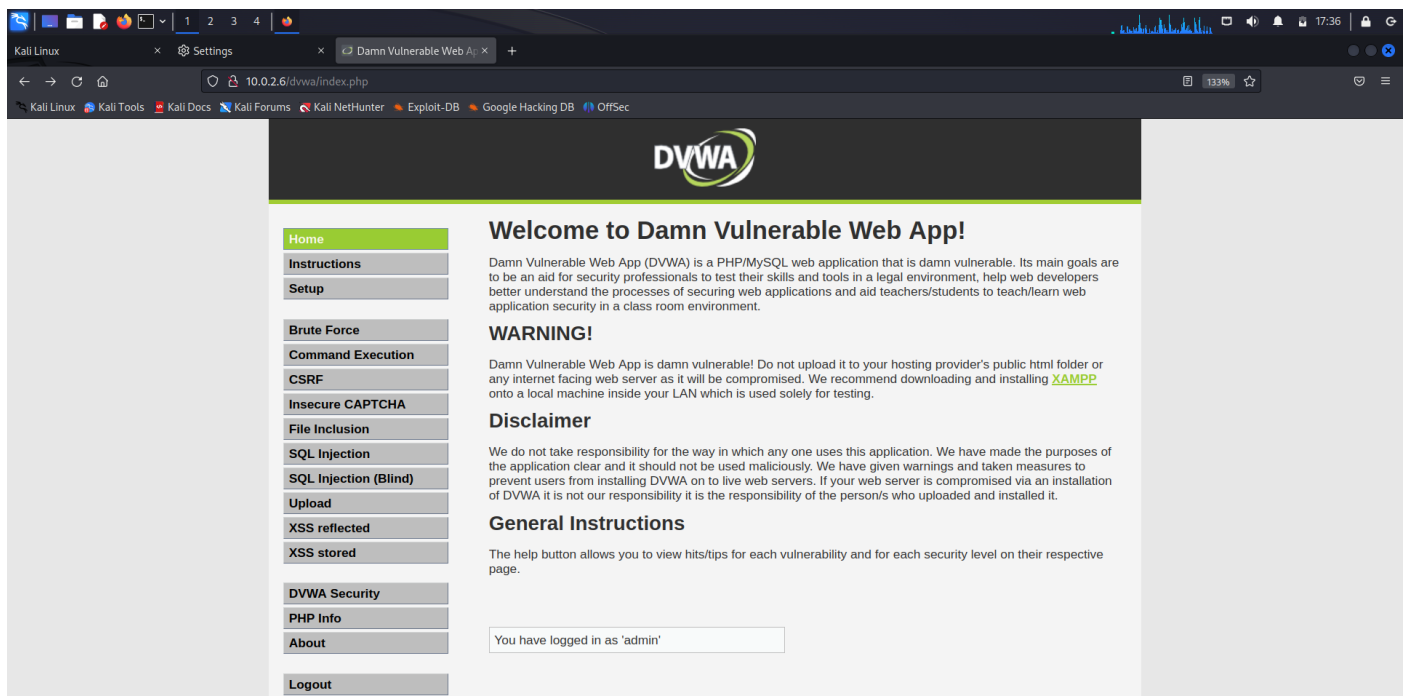 1 2 3 4
17:36
Kali Linux
Settings
Damn Vulnerable Web Ap
10.0.2.6/dvwa/index.php
133%
Kali Linux Kali Tools Kali Docs Kali Forums Kali NetHunter Exploit-DB Google Hacking DB OffSec
DVWA
Home
Instructions
Setup
Brute Force
Command Execution
CSRF
Insecure CAPTCHA
File Inclusion
SQL Injection
SQL Injection (Blind)
Upload
XSS reflected
XSS stored
DVWA Security
PHP Info
About
Logout
Welcome to Damn Vulnerable Web App!
Damn Vulnerable Web App (DVWA) is a PHP/MySQL web application that is damn vulnerable. Its main goals are
to be an aid for security professionals to test their skills and tools in a legal environment, help web developers
better understand the processes of securing web applications and aid teachers/students to teach/learn web
application security in a class room environment.
WARNING!
Damn Vulnerable Web App is damn vulnerable! Do not upload it to your hosting provider's public html folder or
any internet facing web server as it will be compromised. We recommend downloading and installing XAMPP
onto a local machine inside your LAN which is used solely for testing.
Disclaimer
We do not take responsibility for the way in which any one uses this application. We have made the purposes of
the application clear and it should not be used maliciously. We have given warnings and taken measures to
prevent users from installing DVWA on to live web servers. If your web server is compromised via an installation
of DVWA it is not our responsibility it is the responsibility of the person/s who uploaded and installed it.
General Instructions
The help button allows you to view hits/tips for each vulnerability and for each security level on their respective
page.
You have logged in as 'admin'